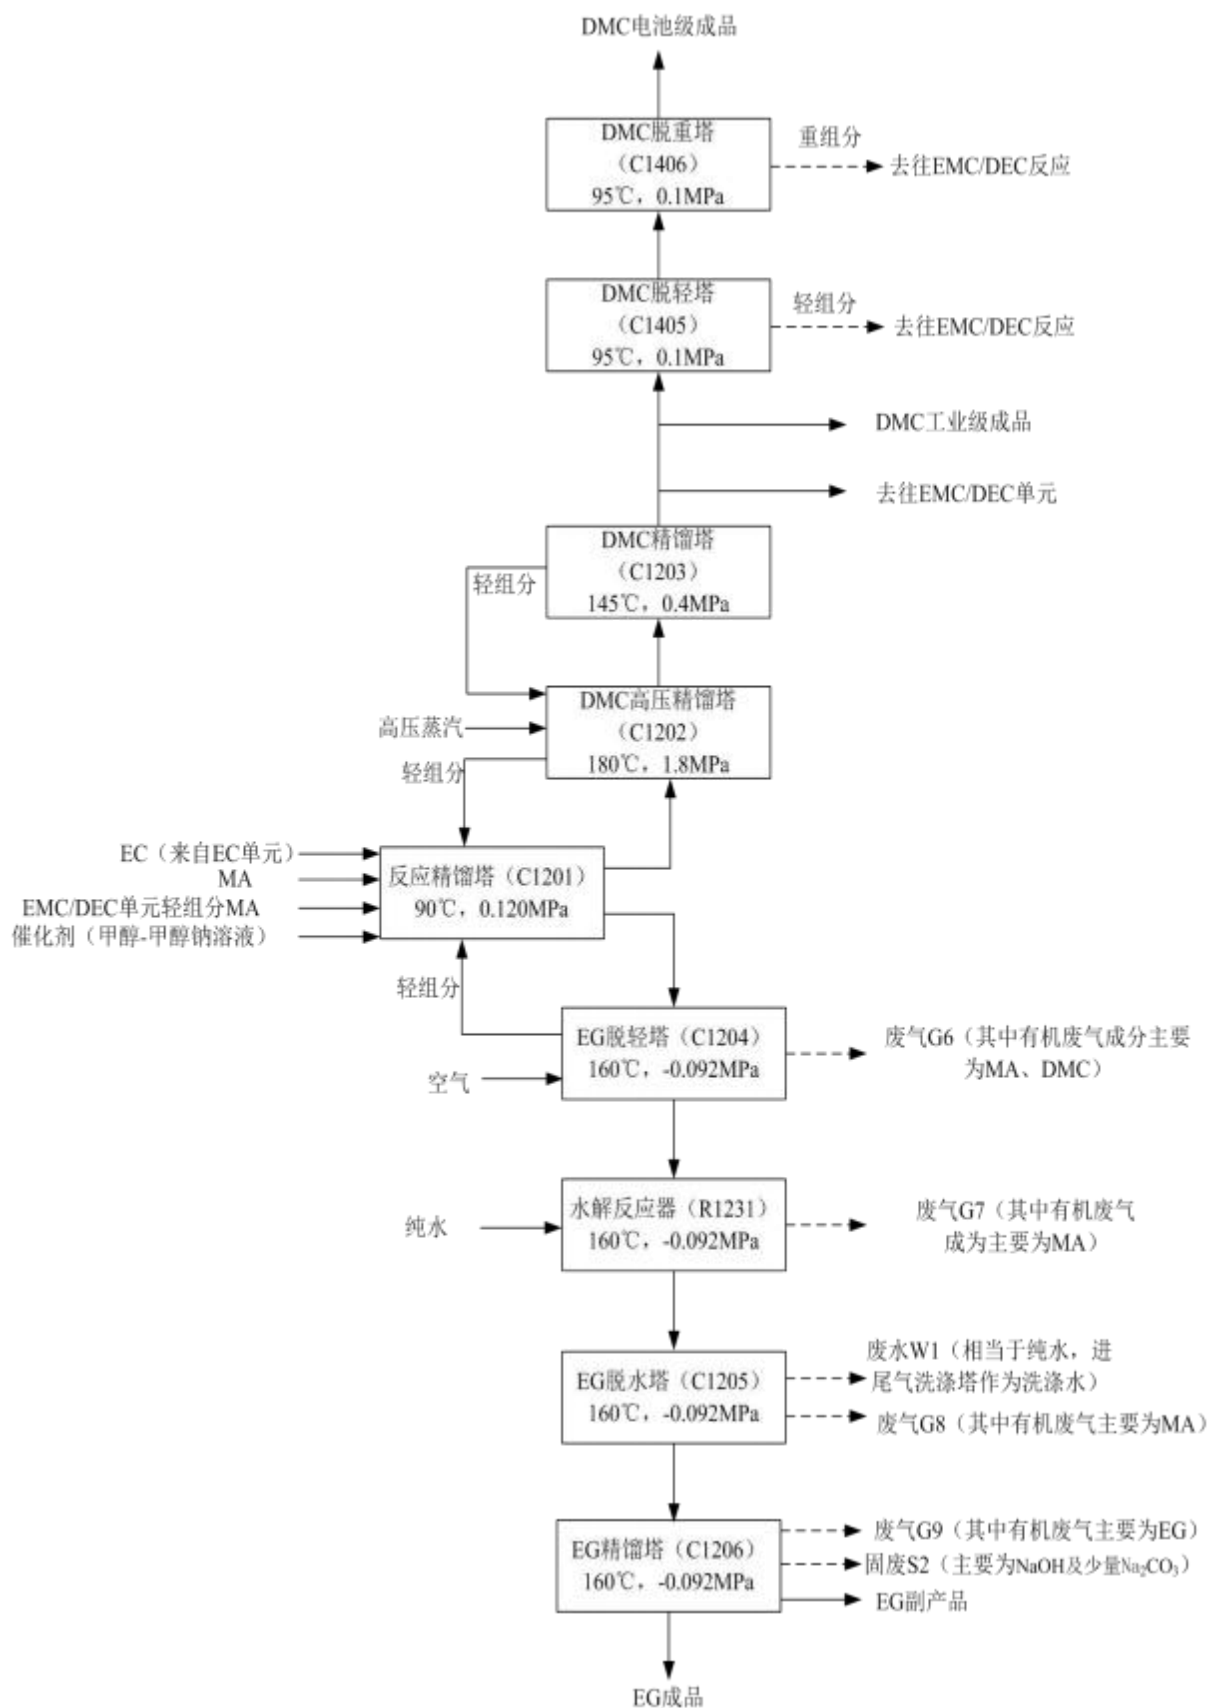 DMC电池级成品
DMC脱重塔
（C1406）
95℃，0.1MPa
重组分
去往EMC/DEC反应
DMC脱轻塔
（C1405）
95℃，0.1MPa
轻组分
去往EMC/DEC反应
DMC工业级成品
去往EMC/DEC单元
DMC精馏塔
（C1203）
145℃，0.4MPa
轻组分
DMC高压精馏塔
（C1202）
180℃，1.8MPa
高压蒸汽
轻组分
EC（来自EC单元）
MA
EMC/DEC单元轻组分MA
催化剂（甲醇-甲醇钠溶液）
反应精馏塔（C1201）
90℃，0.120MPa
轻组分
EG脱轻塔（C1204）
160℃，-0.092MPa
空气
废气G6（其中有机废气成分主要
为MA、DMC）
水解反应器（R1231）
160℃，-0.092MPa
纯水
废气G7（其中有机废气
成为主要为MA）
EG脱水塔（C1205）
160℃，-0.092MPa
废水W1（相当于纯水，进
尾气洗涤塔作为洗涤水）
废气G8（其中有机废气主要为MA）
EG精馏塔（C1206）
160℃，-0.092MPa
废气G9（其中有机废气主要为EG）
固废S2（主要为NaOH及少量Na₂CO₃）
EG副产品
EG成品